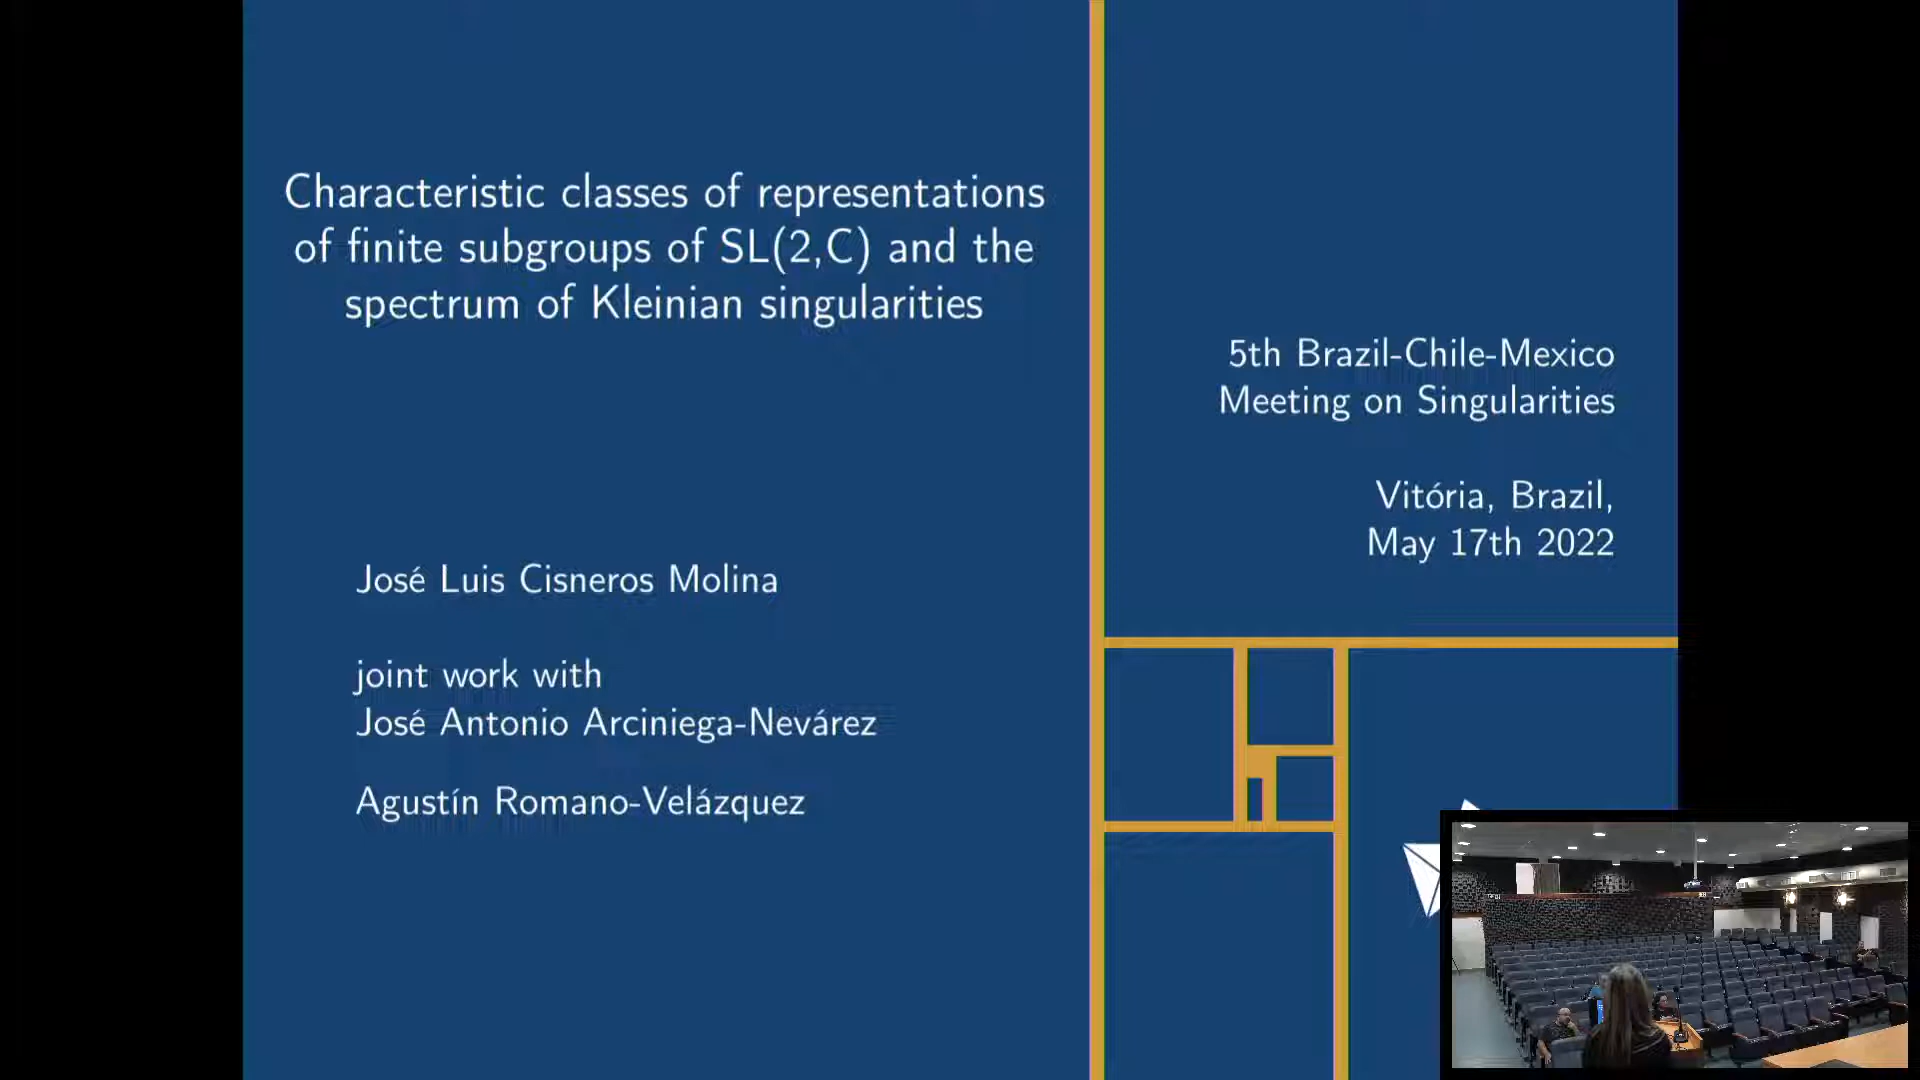 Characteristic classes of representations
of finite subgroups of SL(2,C) and the
spectrum of Kleinian singularities
José Luis Cisneros Molina
joint work with
José Antonio Arciniega-Nevárez
Agustín Romano-Velázquez
5th Brazil-Chile-Mexico
Meeting on Singularities
Vitória, Brazil,
May 17th 2022